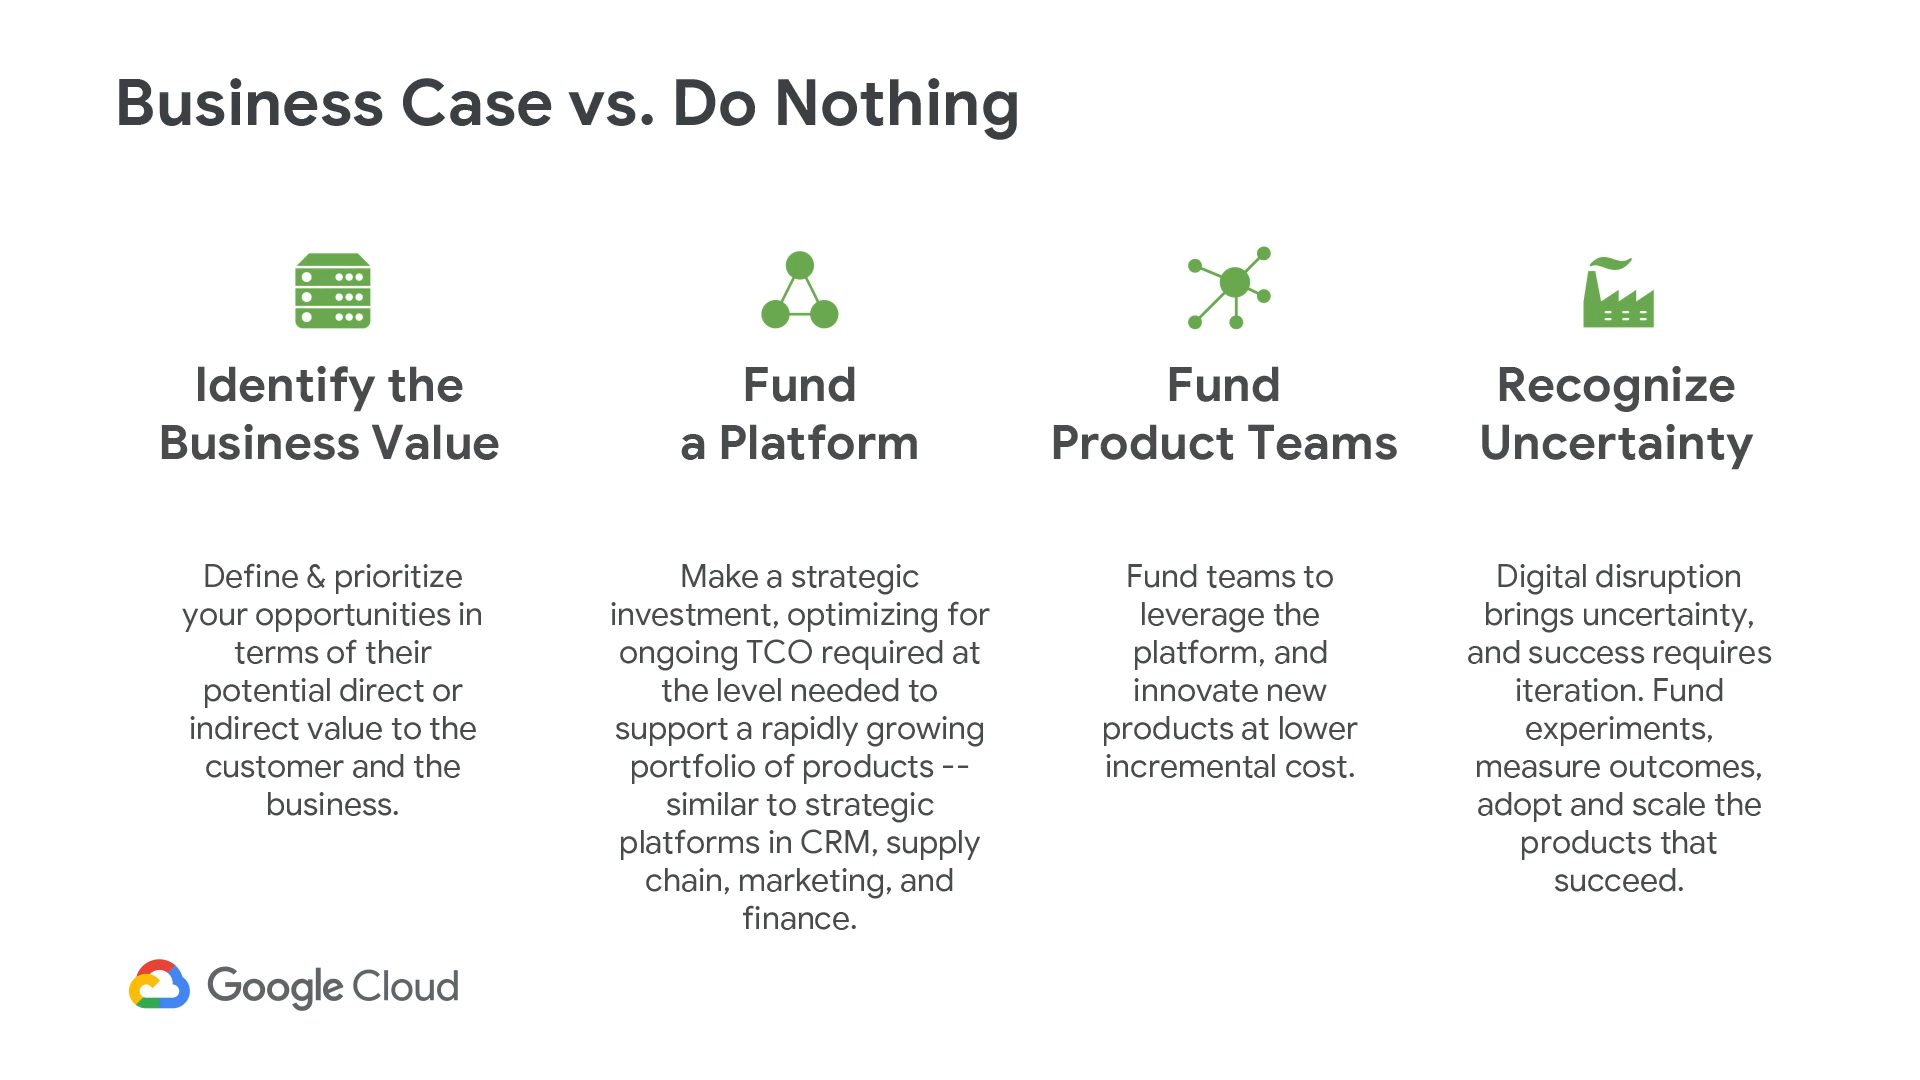 Business Case vs. Do Nothing
Identify the
Business Value
Define & prioritize
your opportunities in
terms of their
potential direct or
indirect value to the
customer and the
business.
Fund
a Platform
Make a strategic
investment, optimizing for
ongoing TCO required at
the level needed to
support a rapidly growing
portfolio of products --
similar to strategic
platforms in CRM, supply
chain, marketing, and
finance.
Fund
Product Teams
Fund teams to
leverage the
platform, and
innovate new
products at lower
incremental cost.
Recognize
Uncertainty
Digital disruption
brings uncertainty,
and success requires
iteration. Fund
experiments,
measure outcomes,
adopt and scale the
products that
succeed.
Google Cloud